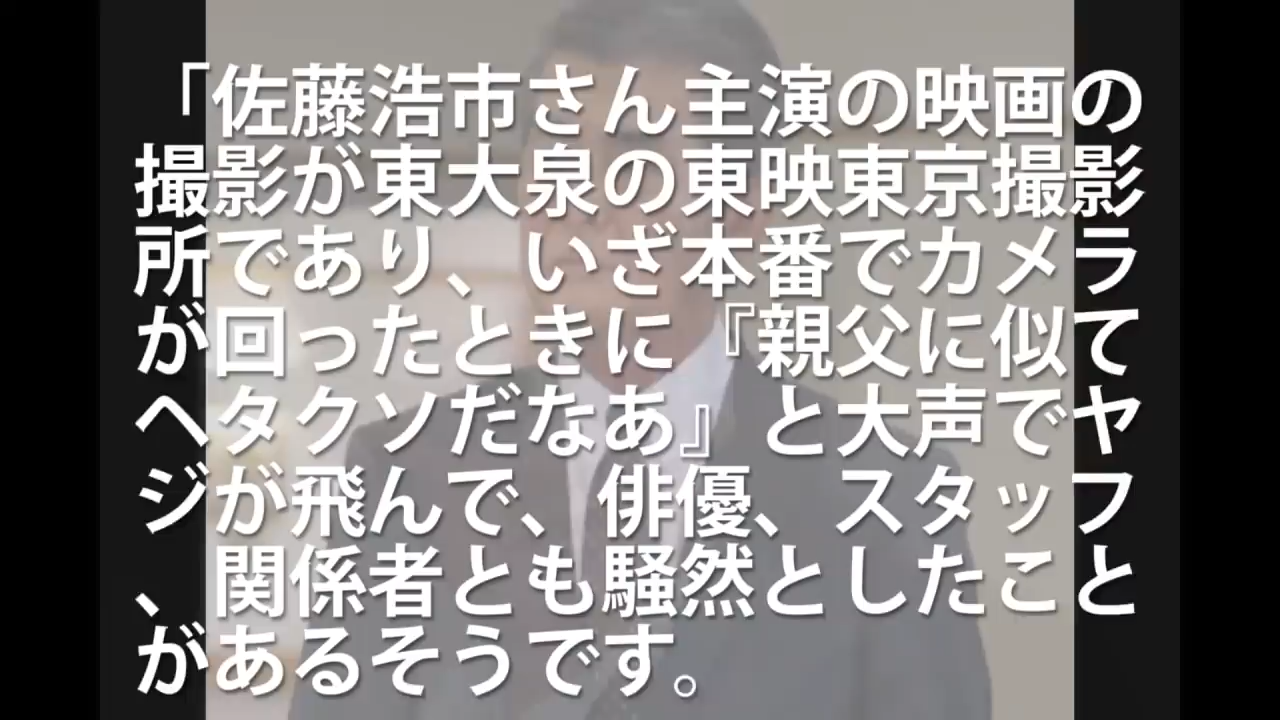 「佐藤浩市さん主演の映画の
撮影が東大泉の東映東京撮影
所であり、いざ本番でカメラ
が回ったときに『親父に似て
ヘタクソだなあ』と大声でヤ
ジが飛んで、俳優、スタッフ
、関係者とも騒然としたこと
があるそうです。